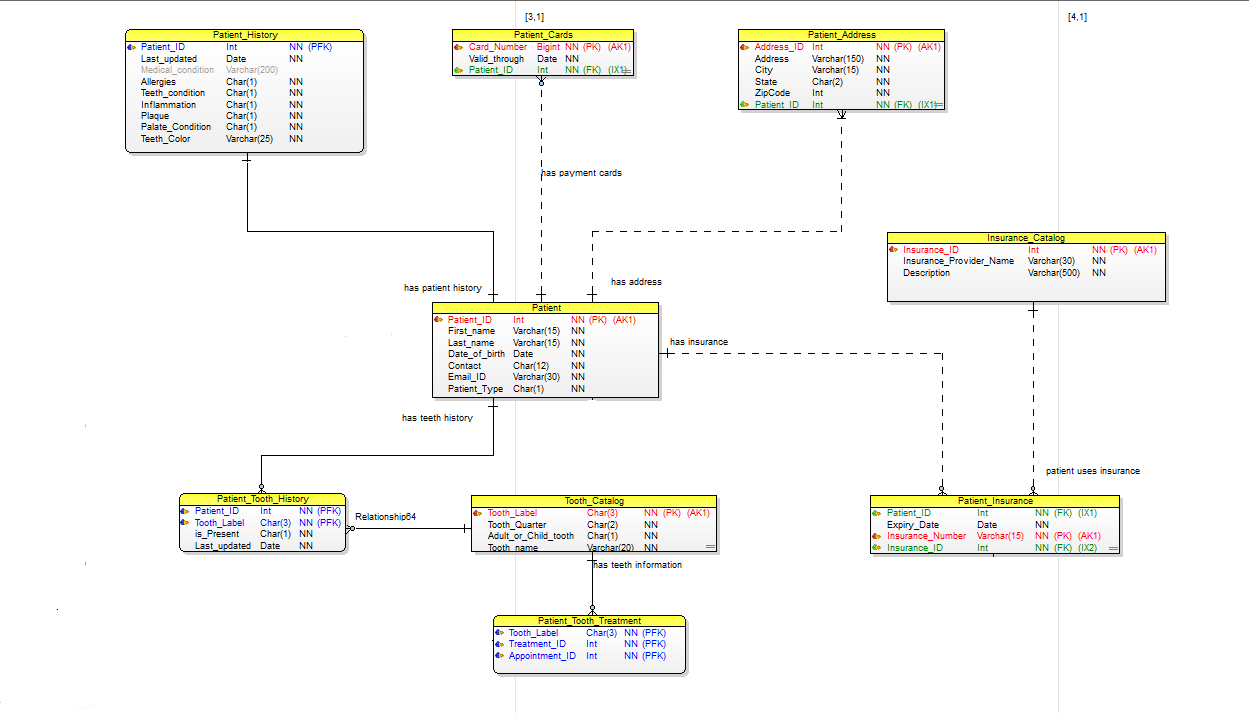 [3,1]
[4,1]
Patient_History
Patient_ID Int NN (PFK)
Last_updated Date NN
Medical_condition Varchar(200)
Allergies Char(1) NN
Teeth_condition Char(1) NN
Inflammation Char(1) NN
Plaque Char(1) NN
Palate_Condition Char(1) NN
Teeth_Color Varchar(25) NN
Patient_Cards
Card_Number Bigint NN (PK) (AK1)
Valid_through Date NN
Patient_ID Int NN (FK) (IX1)
Patient_Address
Address_ID Int NN (PK) (AK1)
Address Varchar(150) NN
City Varchar(15) NN
State Char(2) NN
ZipCode Int NN
Patient_ID Int NN (FK) (IX1)
has payment cards
Insurance_Catalog
Insurance_ID Int NN (PK) (AK1)
Insurance_Provider_Name Varchar(30) NN
Description Varchar(500) NN
has patient history
has address
Patient
Patient_ID Int NN (PK) (AK1)
First_name Varchar(15) NN
Last_name Varchar(15) NN
Date_of_birth Date NN
Contact Char(12) NN
Email_ID Varchar(30) NN
Patient_Type Char(1) NN
has insurance
has teeth history
patient uses insurance
Patient_Tooth_History
Patient_ID Int NN (PFK)
Tooth_Label Char(3) NN (PFK)
is_Present Char(1) NN
Last_updated Date NN
Relationship64
Tooth_Catalog
Tooth_Label Char(3) NN (PK) (AK1)
Tooth_Quarter Char(2) NN
Adult_or_Child_tooth Char(1) NN
Tooth_name Varchar(20) NN
Patient_Insurance
Patient_ID Int NN (FK) (IX1)
Expiry_Date Date NN
Insurance_Number Varchar(15) NN (PK) (AK1)
Insurance_ID Int NN (FK) (IX2)
has teeth information
Patient_Tooth_Treatment
Tooth_Label Char(3) NN (PFK)
Treatment_ID Int NN (PFK)
Appointment_ID Int NN (PFK)